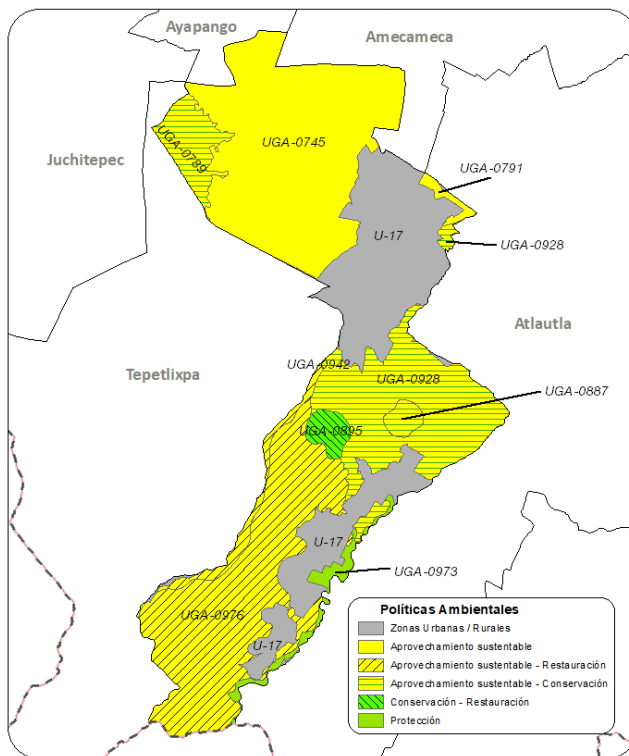 Ayapango
Amecameca
Juchitepec
UGA-0789
UGA-0745
UGA-0791
U-17
UGA-0928
Atlautla
Tepetlixpa
UGA-0942
UGA-0928
UGA-0887
UGA-0895
U-17
UGA-0973
UGA-0976
U-17
Políticas Ambientales
Zonas Urbanas / Rurales
Aprovechamiento sustentable
Aprovechamiento sustentable - Restauración
Aprovechamiento sustentable - Conservación
Conservación - Restauración
Protección